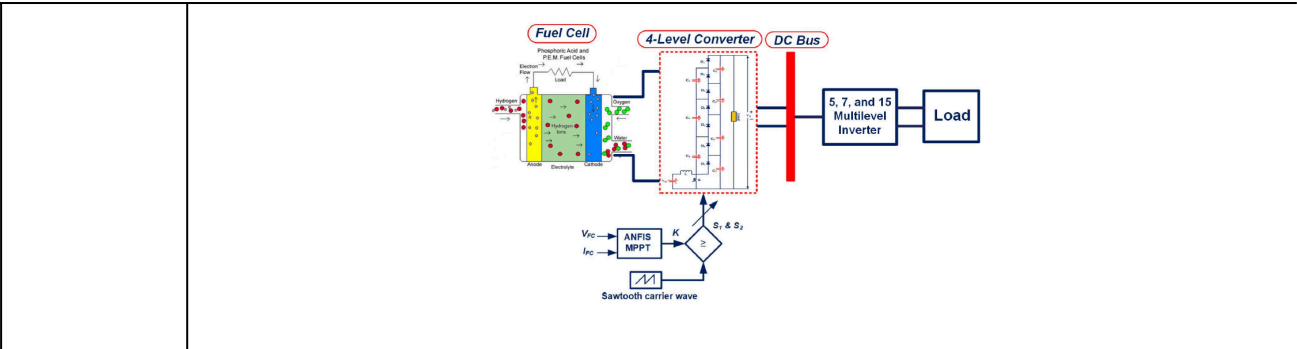 Fuel Cell
4-Level Converter
DC Bus
Phosphoric Acid and
P.E.M. Fuel Cells
Electron
Flow
Load
Hydrogen
Oxygen
Hydrogen
Ions
Water
Anode
Electrolyte
Cathode
5, 7, and 15
Multilevel
Inverter
Load
S1 & S2
VFC
IFC
ANFIS
MPPT
K
≥
Sawtooth carrier wave